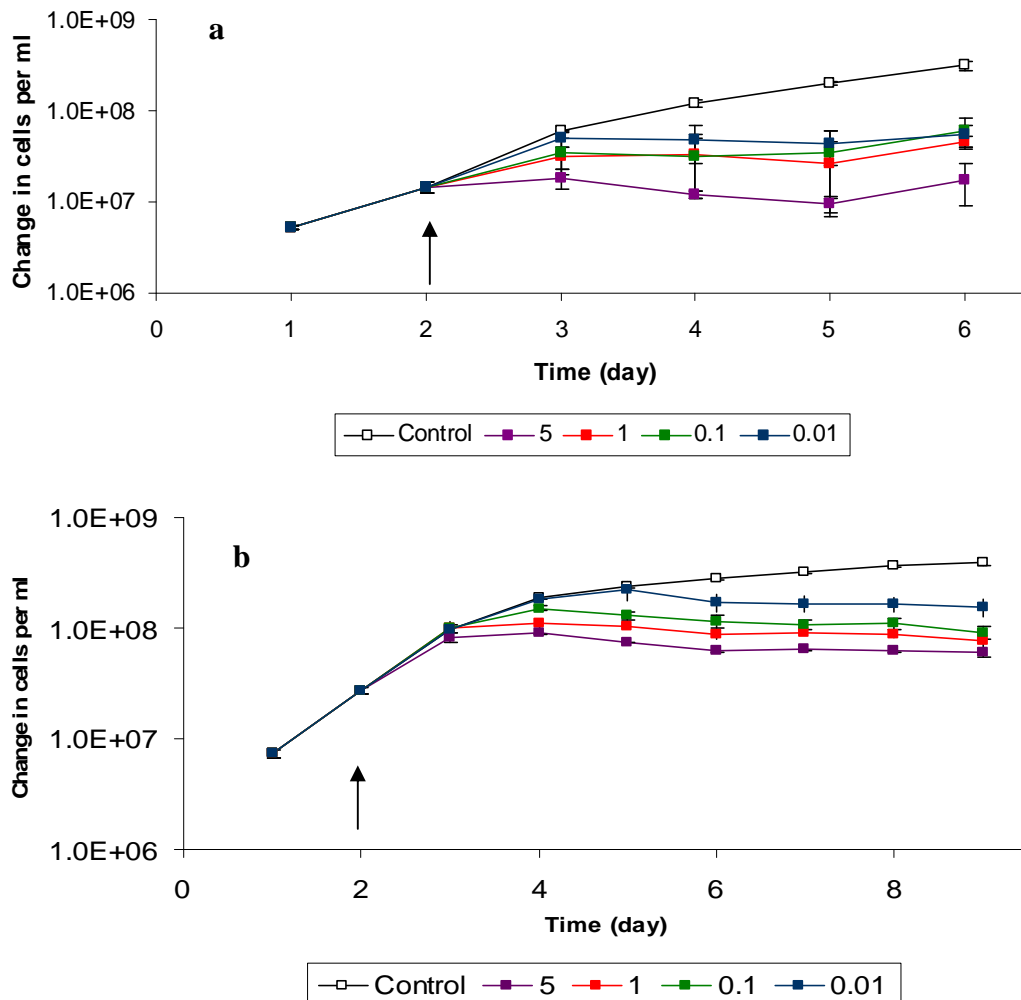 a
Change in cells per ml
1.0E+09
1.0E+08
1.0E+07
1.0E+06
0 1 2 3 4 5 6
Time (day)
Control 5 1 0.1 0.01
b
Change in cells per ml
1.0E+09
1.0E+08
1.0E+07
1.0E+06
0 2 4 6 8
Time (day)
Control 5 1 0.1 0.01